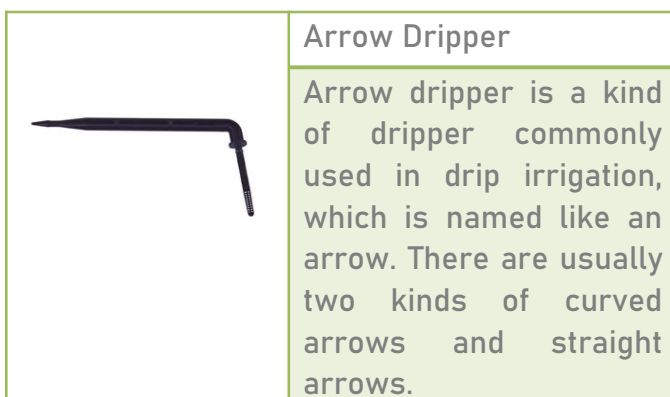 Arrow Dripper
Arrow dripper is a kind
of dripper commonly
used in drip irrigation,
which is named like an
arrow. There are usually
two kinds of curved
arrows and straight
arrows.